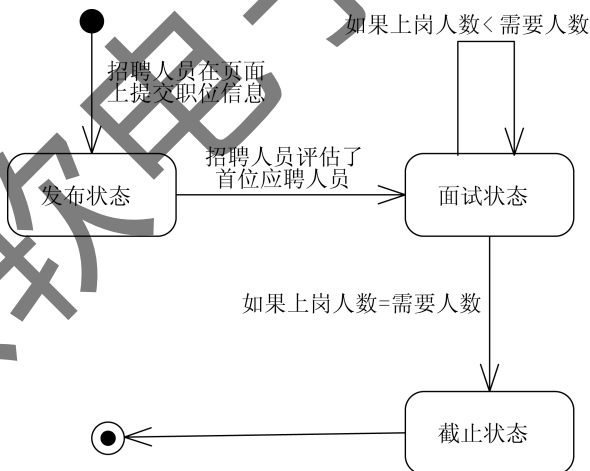 如果上岗人数<需要人数
招聘人员在页面
上提交职位信息
招聘人员评估了
首位应聘人员
发布状态
面试状态
如果上岗人数=需要人数
截止状态
软电